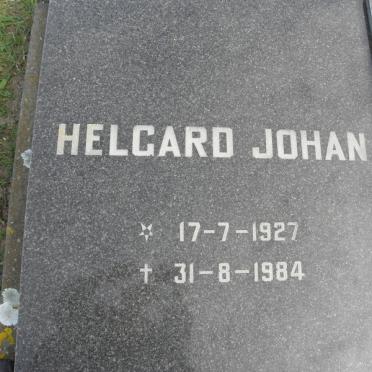 HELGARD JOHAN
☆ 17-7-1927
† 31-8-1984